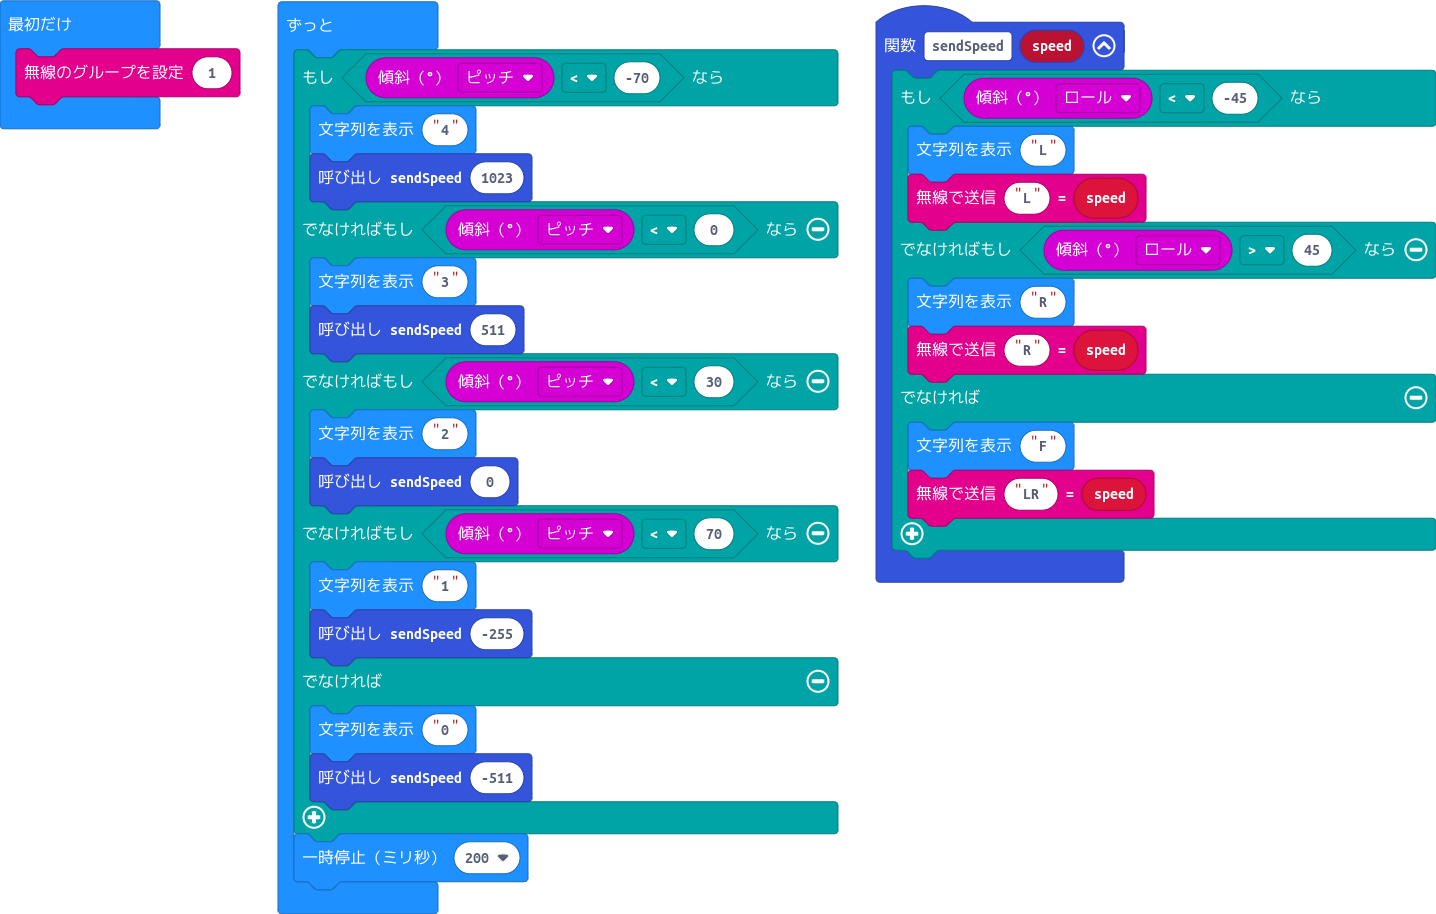 最初だけ
無線のグループを設定 1
ずっと
もし 傾斜（°） ピッチ < -70 なら
文字列を表示 "4"
呼び出し sendSpeed 1023
でなければもし 傾斜（°） ピッチ < 0 なら
文字列を表示 "3"
呼び出し sendSpeed 511
でなければもし 傾斜（°） ピッチ < 30 なら
文字列を表示 "2"
呼び出し sendSpeed 0
でなければもし 傾斜（°） ピッチ < 70 なら
文字列を表示 "1"
呼び出し sendSpeed -255
でなければ
文字列を表示 "0"
呼び出し sendSpeed -511
一時停止（ミリ秒） 200
関数 sendSpeed speed
もし 傾斜（°） ロール < -45 なら
文字列を表示 "L"
無線で送信 "L" = speed
でなければもし 傾斜（°） ロール > 45 なら
文字列を表示 "R"
無線で送信 "R" = speed
でなければ
文字列を表示 "F"
無線で送信 "LR" = speed